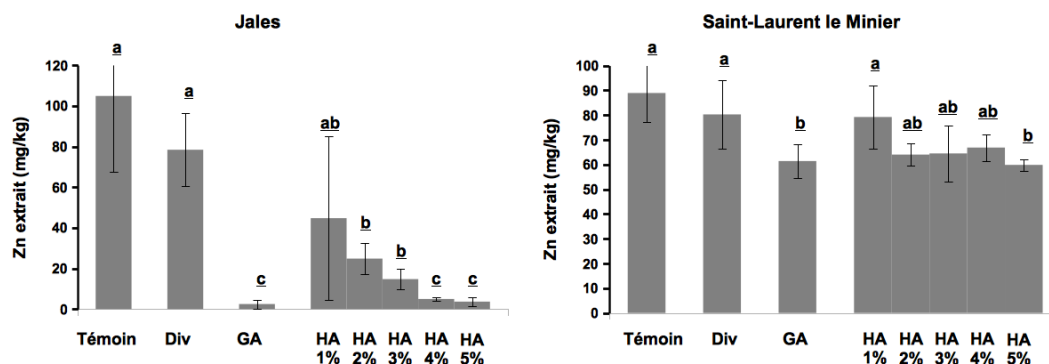 Jales
Zn extrait (mg/kg)
120
100
80
60
40
20
0
a
a
c
ab
b
b
c
c
Témoin Div GA HA HA HA HA HA
1% 2% 3% 4% 5%
Saint-Laurent le Minier
Zn extrait (mg/kg)
100
90
80
70
60
50
40
30
20
10
0
a
a
b
a
ab
ab
ab
b
Témoin Div GA HA HA HA HA HA
1% 2% 3% 4% 5%